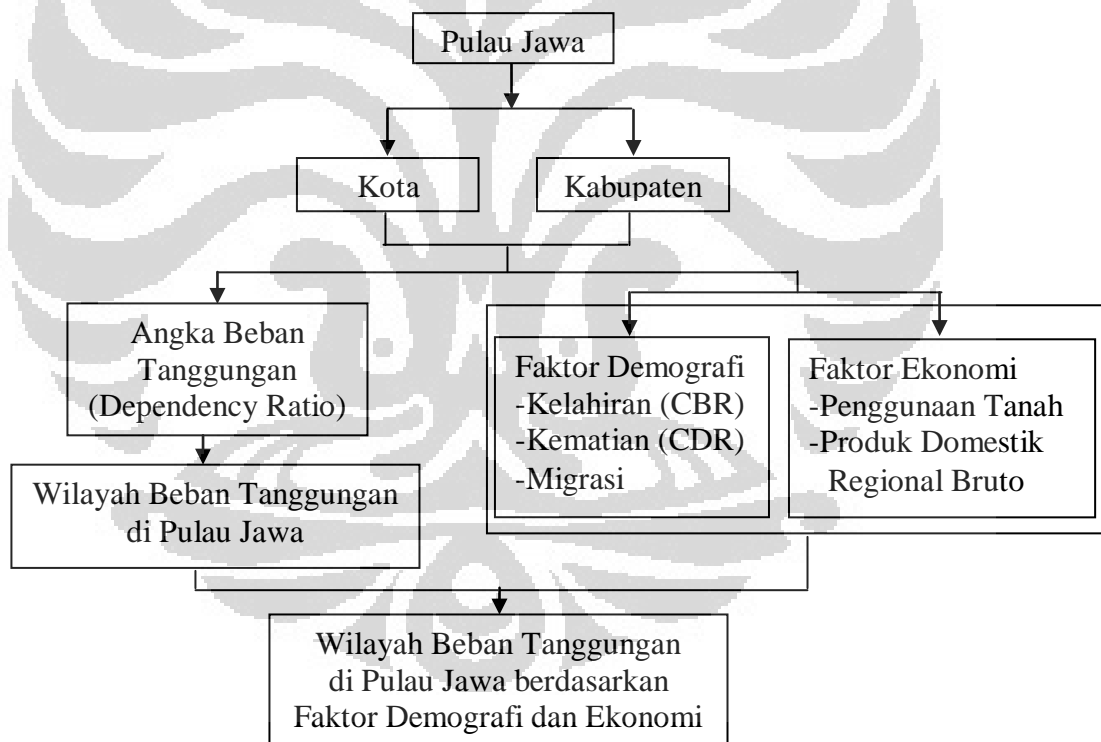 Pulau Jawa
Kota
Kabupaten
Angka Beban
Tanggungan
(Dependency Ratio)
Faktor Demografi
-Kelahiran (CBR)
-Kematian (CDR)
-Migrasi
Faktor Ekonomi
-Penggunaan Tanah
-Produk Domestik
Regional Bruto
Wilayah Beban Tanggungan
di Pulau Jawa
Wilayah Beban Tanggungan
di Pulau Jawa berdasarkan
Faktor Demografi dan Ekonomi